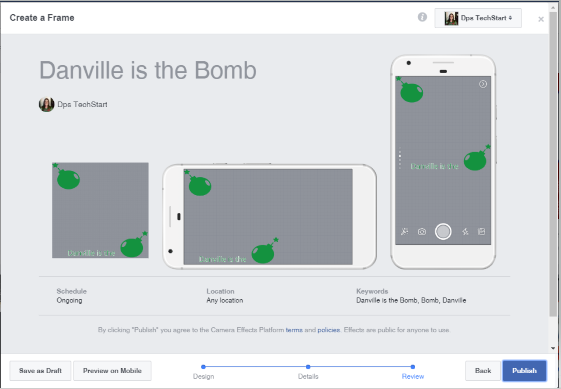 Create a Frame
Dps TechStart
Danville is the Bomb
Dps TechStart
Danville is the
Danville is the
Danville is the
Schedule
Ongoing
Location
Any location
Keywords
Danville is the Bomb, Bomb, Danville
By clicking "Publish" you agree to the Camera Effects Platform terms and policies. Effects are public for anyone to use.
Save as Draft
Preview on Mobile
Design
Details
Review
Back
Publish